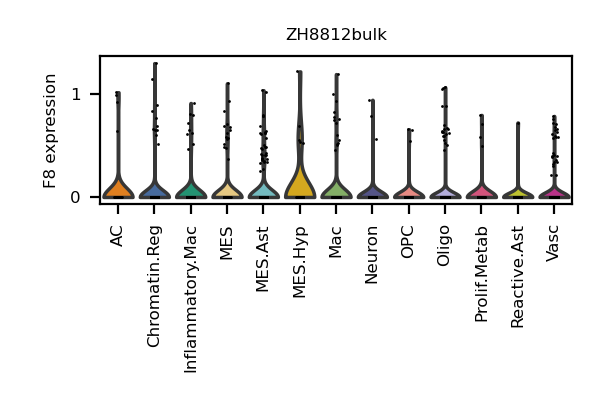 ZH8812bulk
F8 expression
1
0
AC
Chromatin.Reg
Inflammatory.Mac
MES
MES.Ast
MES.Hyp
Mac
Neuron
OPC
Oligo
Prolif.Metab
Reactive.Ast
Vasc